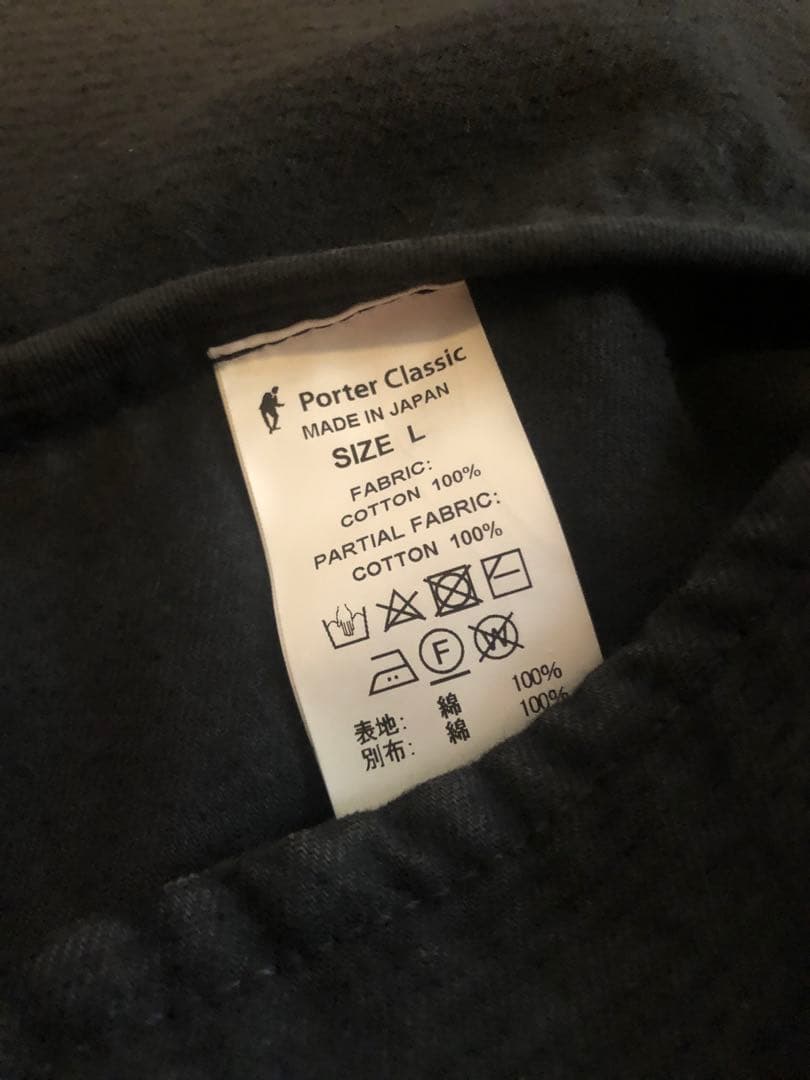 Porter Classic
MADE IN JAPAN
SIZE L
FABRIC:
COTTON 100%
PARTIAL FABRIC:
COTTON 100%
F W
表地: 綿 100%
別布: 綿 100%